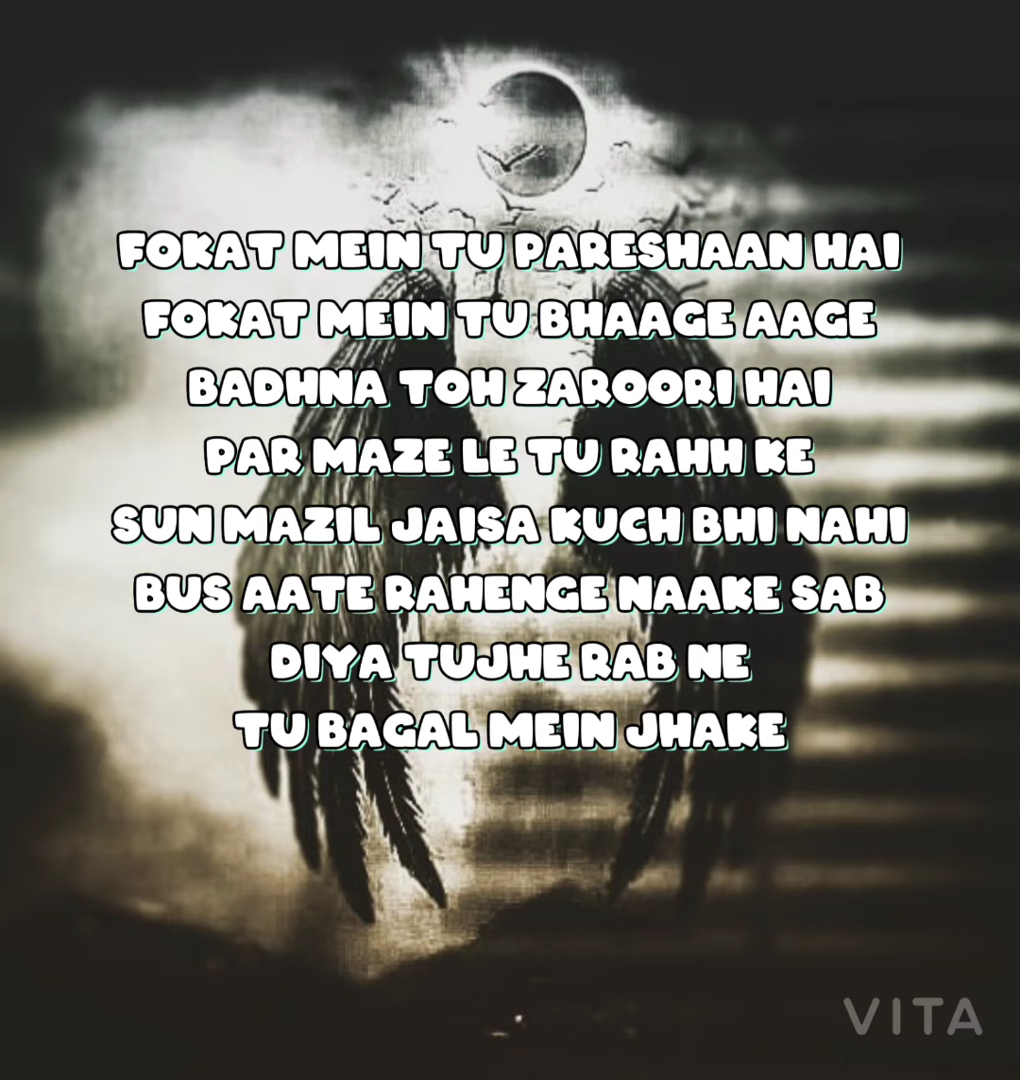 FOKAT MEIN TU PARESHAAN HAI
FOKAT MEIN TU BHAAGE AAGE
BADHNA TOH ZAROORI HAI
PAR MAZE LE TU RAHH KE
SUN MAZIL JAISA KUCH BHI NAHI
BUS AATE RAHENGE NAAKE SAB
DIYA TUJHE RAB NE
TU BAGAL MEIN JHAKE
VITA